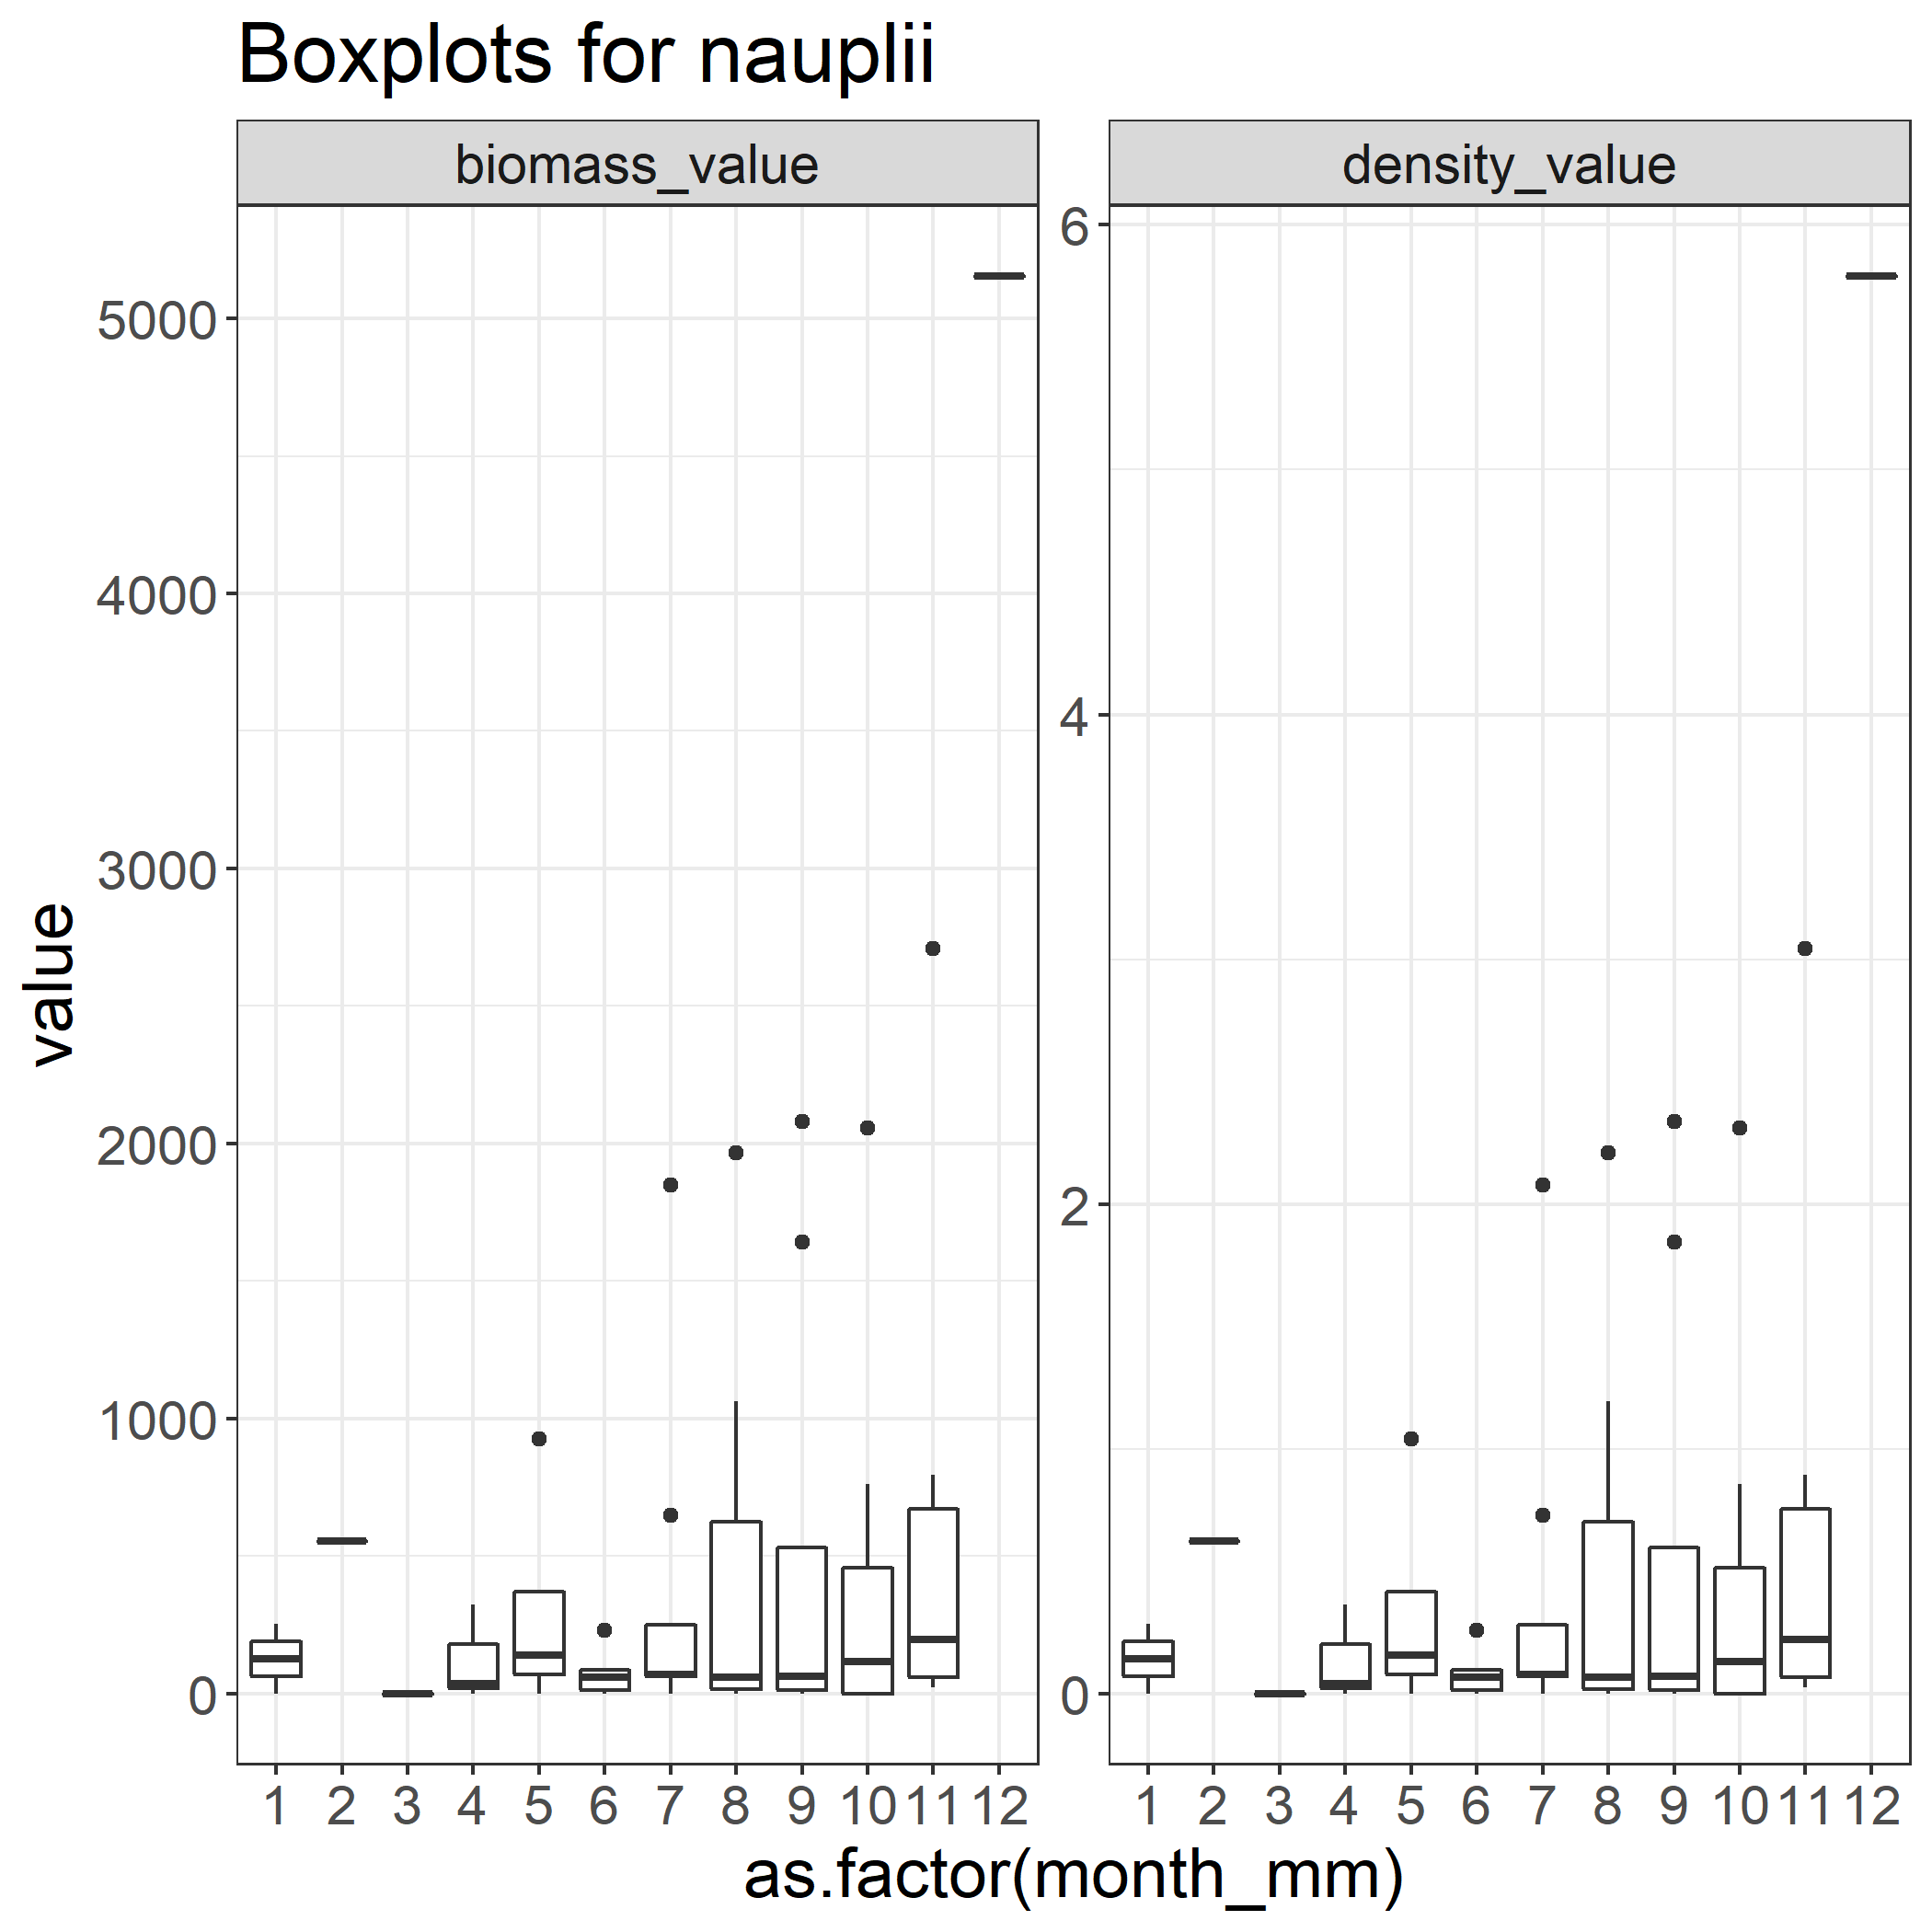 Boxplots for nauplii
biomass_value
density_value
value
5000
4000
3000
2000
1000
0
6
4
2
0
1 2 3 4 5 6 7 8 9 10 11 12
1 2 3 4 5 6 7 8 9 10 11 12
as.factor(month_mm)